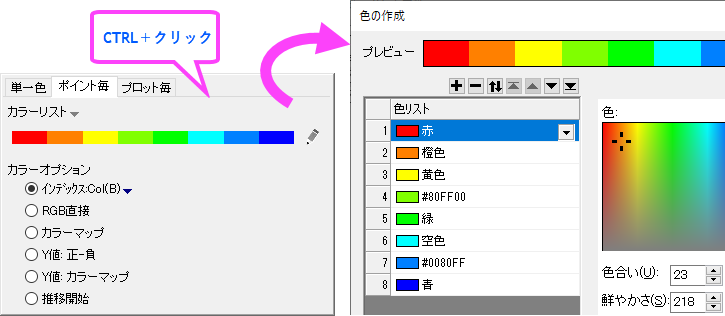 CTRL＋クリック
単一色 ポイント毎 プロット毎
カラーリスト
カラーオプション
インデックス:Col(B)
RGB直接
カラーマップ
Y値: 正-負
Y値: カラーマップ
推移開始
色の作成
プレビュー
色リスト
1 赤
2 橙色
3 黄色
4 #80FF00
5 緑
6 空色
7 #0080FF
8 青
色:
色合い(U): 23
鮮やかさ(S): 218